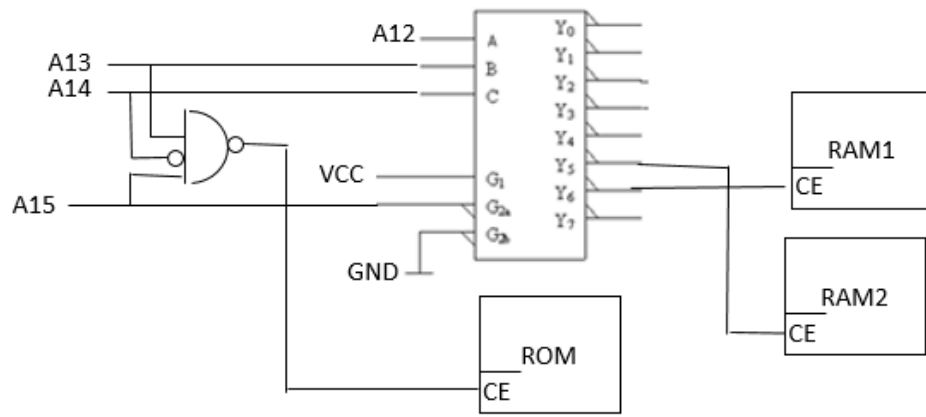 A12
A13
A14
A15
VCC
GND
A
B
C
G₁
G₂ₐ
G₂b
Y₀
Y₁
Y₂
Y₃
Y₄
Y₅
Y₆
Y₇
RAM1
CE
RAM2
CE
ROM
CE